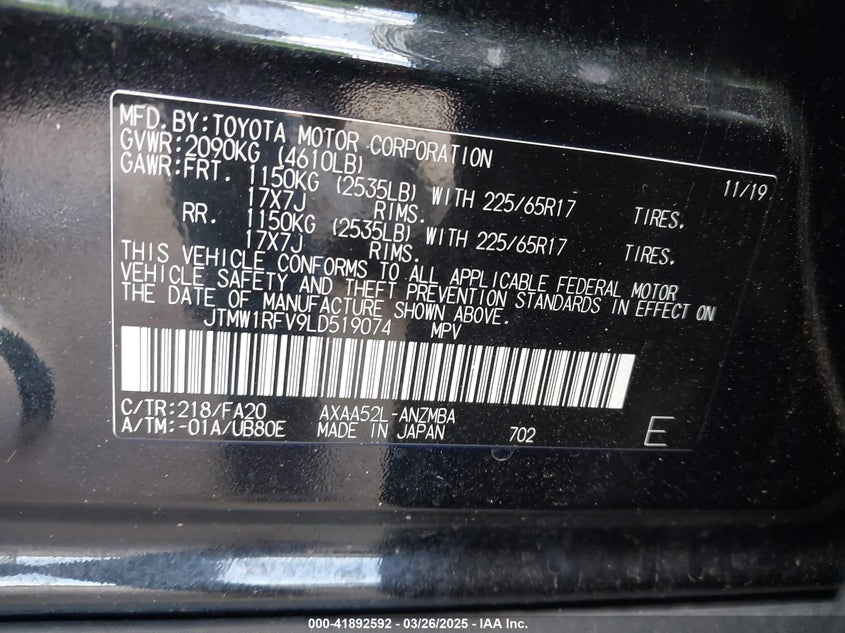 MFD.BY:TOYOTA MOTOR CORPORATION 11/19
GVWR:2090KG (4610LB)
GAWR:FRT. 1150KG (2535LB) WITH 225/65R17 TIRES.
17X7J RIMS.
RR. 1150KG (2535LB) WITH 225/65R17 TIRES.
17X7J RIMS.
THIS VEHICLE CONFORMS TO ALL APPLICABLE FEDERAL MOTOR
VEHICLE SAFETY AND THEFT PREVENTION STANDARDS IN EFFECT ON
THE DATE OF MANUFACTURE SHOWN ABOVE.
JTMW1RFV9LD519074 MPV
C/TR:218/FA20 AXAA52L-ANZMBA
A/TM:-01A/UB80E MADE IN JAPAN 702 E
000-41892592 / 03/26/2025 - IAA Inc.